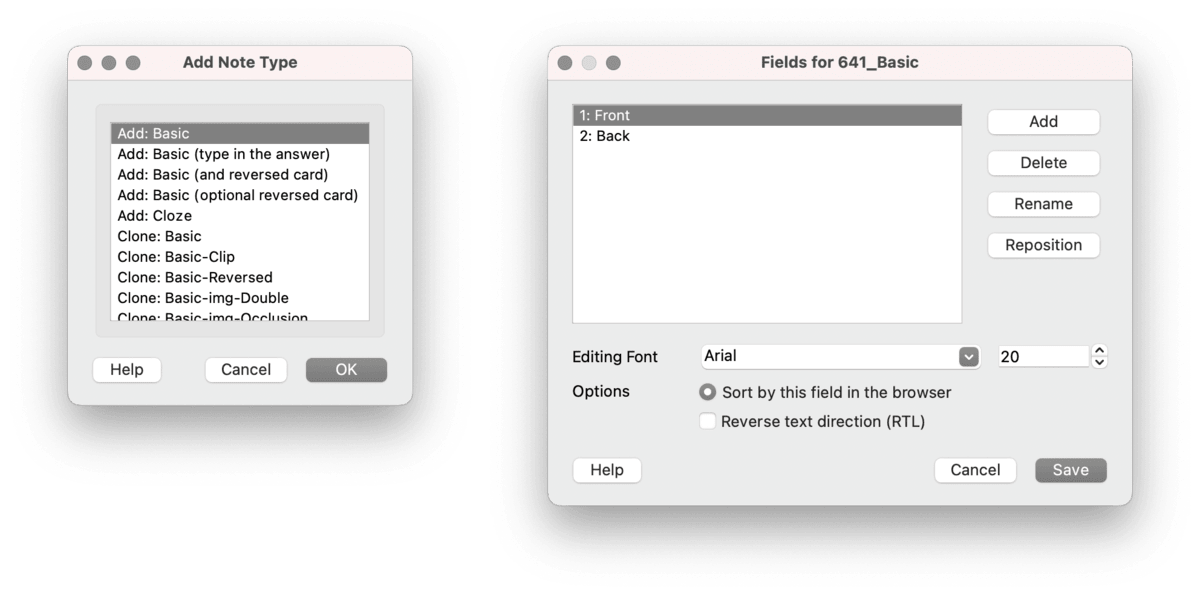 Add Note Type
Add: Basic
Add: Basic (type in the answer)
Add: Basic (and reversed card)
Add: Basic (optional reversed card)
Add: Cloze
Clone: Basic
Clone: Basic-Clip
Clone: Basic-Reversed
Clone: Basic-img-Double
Clone: Basic-img-Occlusion
Help
Cancel
OK
Fields for 641_Basic
1: Front
2: Back
Add
Delete
Rename
Reposition
Editing Font
Arial
20
Options
Sort by this field in the browser
Reverse text direction (RTL)
Help
Cancel
Save